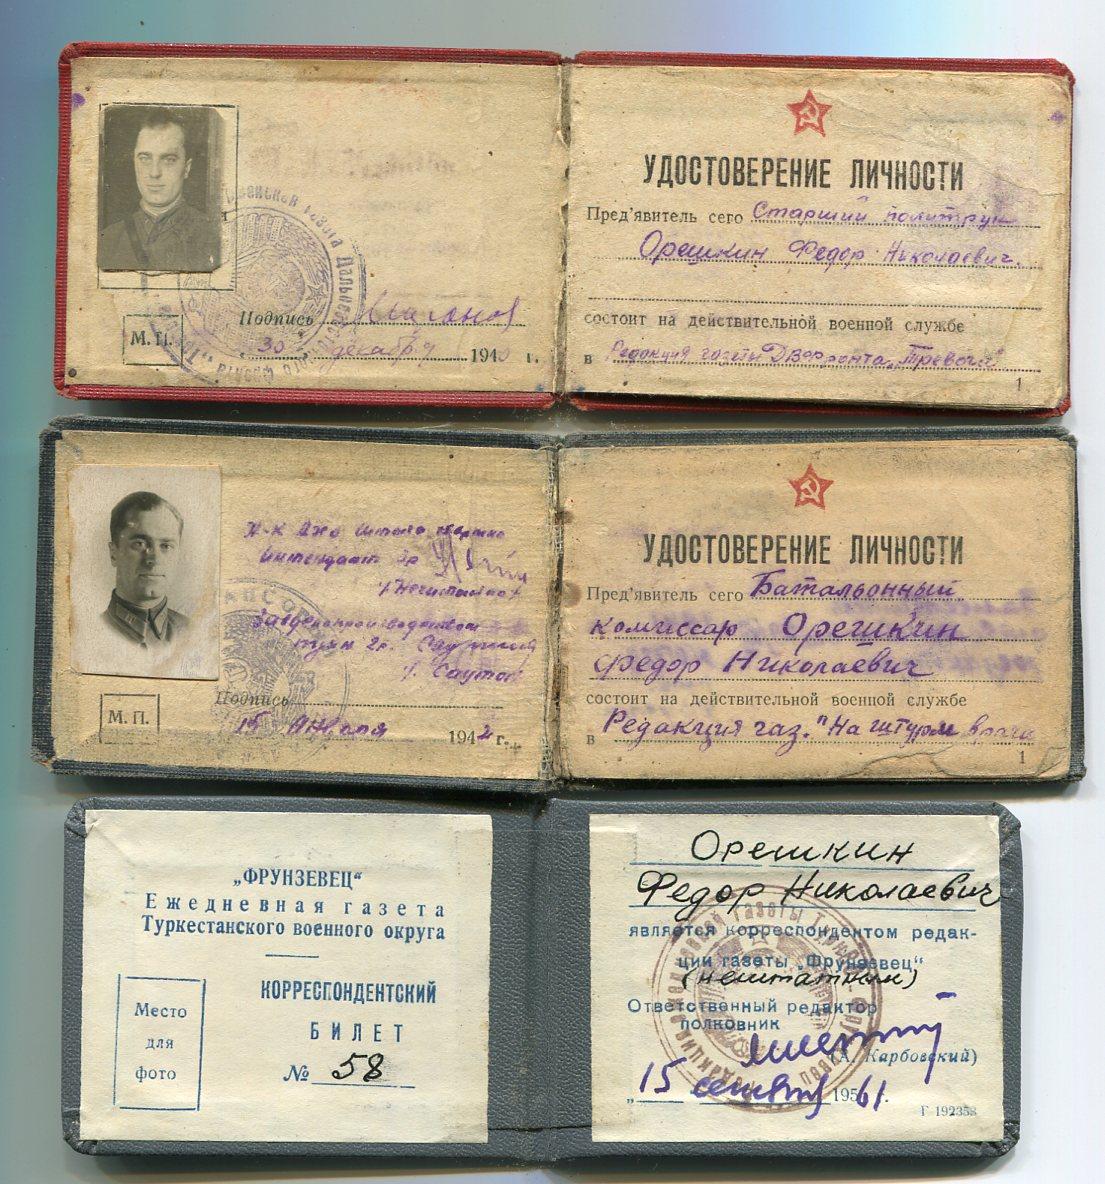 УДОСТОВЕРЕНИЕ ЛИЧНОСТИ
Пред'явитель сего Старший политрук
Орешкин Федор Николаевич.
состоит на действительной военной службе
в Редакция газеты ДВФронта „Тревога"
1
Подпись
М. П.
30 декабря 1940 г.
УДОСТОВЕРЕНИЕ ЛИЧНОСТИ
Пред'явитель сего Батальонный
комиссар Орешкин
Федор Николаевич
состоит на действительной военной службе
в Редакция газ. "На штурм врага
1
Интендант
Подпись
М. П.
15 января 1942 г.
„ФРУНЗЕВЕЦ"
Ежедневная газета
Туркестанского военного округа
КОРРЕСПОНДЕНТСКИЙ
БИЛЕТ
№ 58
Место
для
фото
Орешкин
Федор Николаевич
является корреспондентом редак-
ции газеты „Фрунзевец"
(нештатным)
Ответственный редактор
полковник
(А. Карбовский)
„ 15 сентября 1961 г.
Г 192353